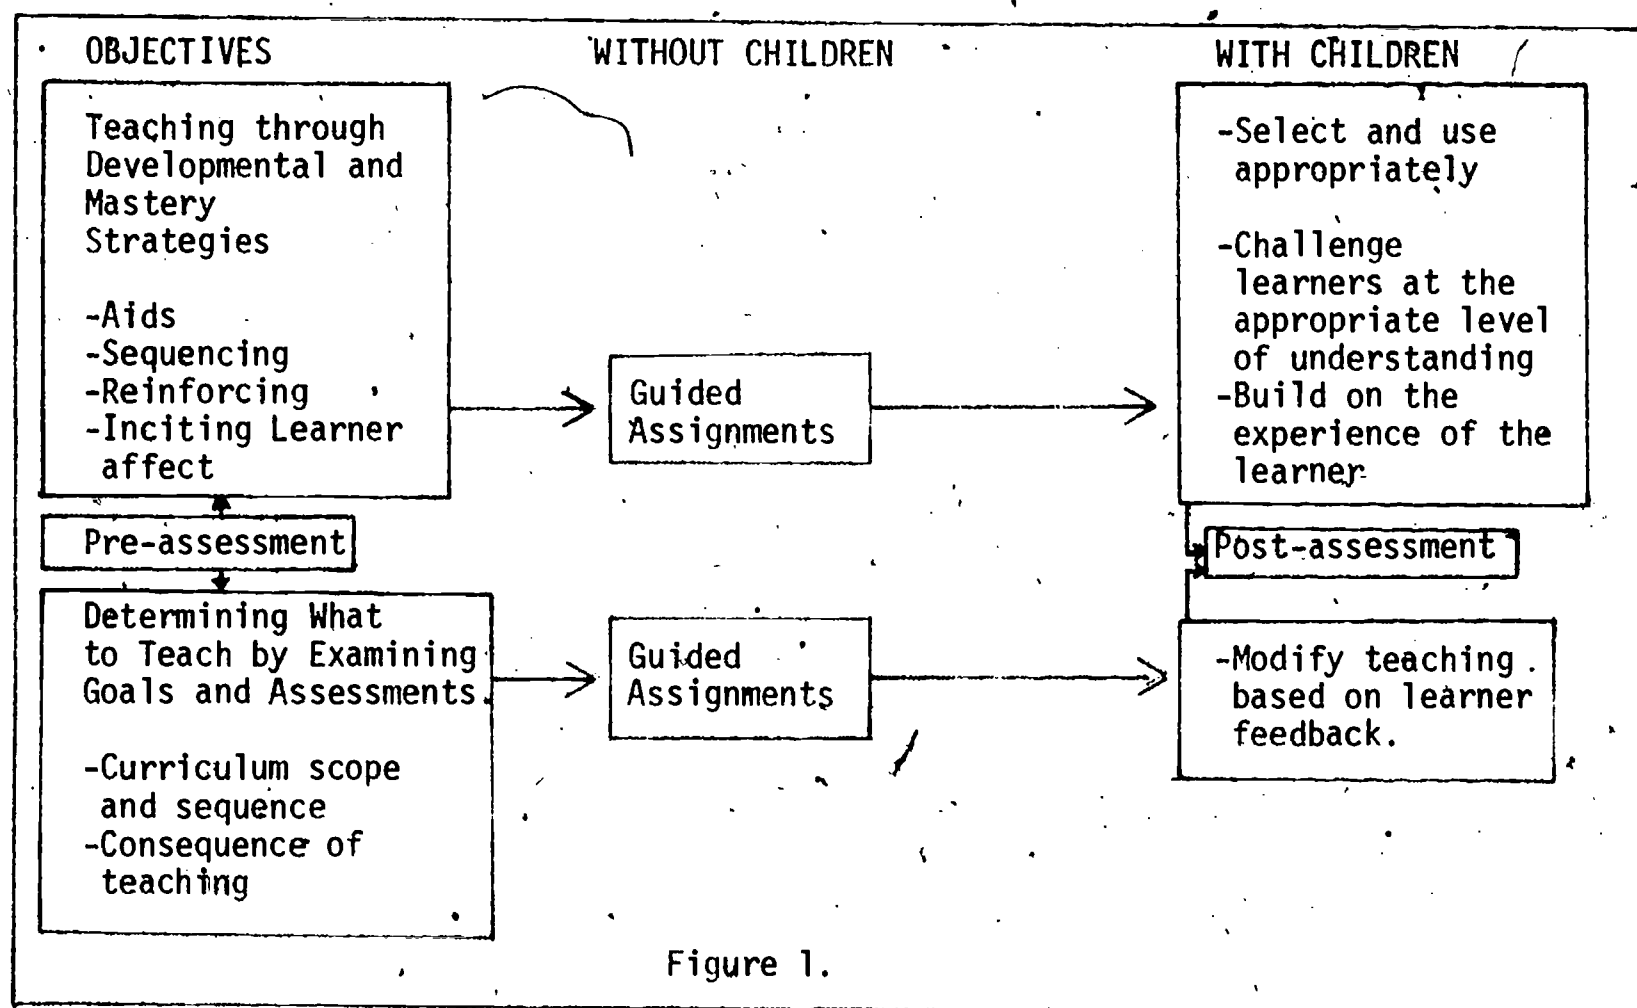 OBJECTIVES
WITHOUT CHILDREN
WITH CHILDREN
Teaching through
Developmental and
Mastery
Strategies
-Aids
-Sequencing
-Reinforcing
-Inciting Learner
affect
Guided
Assignments
-Select and use
appropriately
-Challenge
learners at the
appropriate level
of understanding
-Build on the
experience of the
learner
Pre-assessment
Post-assessment
Determining What
to Teach by Examining
Goals and Assessments.
-Curriculum scope
and sequence
-Consequence of
teaching
Guided
Assignments
-Modify teaching
based on learner
feedback.
Figure 1.